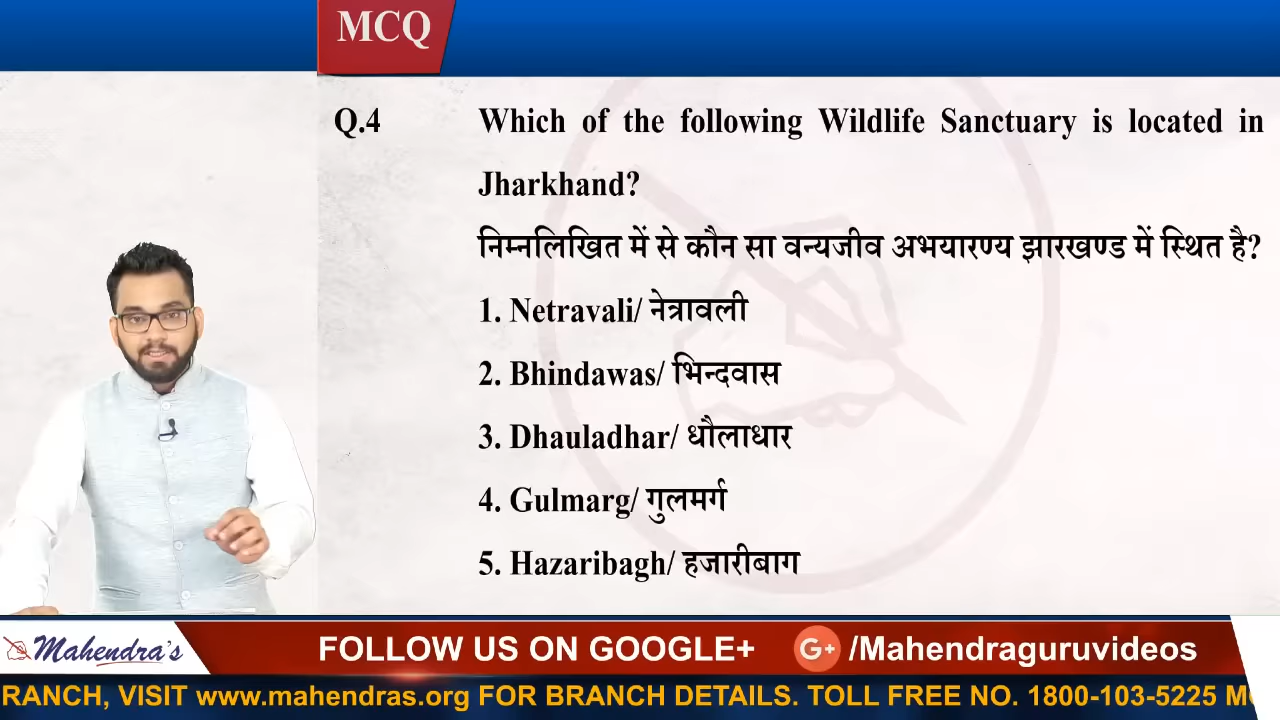 MCQ
Q.4 Which of the following Wildlife Sanctuary is located in
Jharkhand?
निम्नलिखित में से कौन सा वन्यजीव अभयारण्य झारखण्ड में स्थित है?
1. Netravali/ नेत्रावली
2. Bhindawas/ भिन्दवास
3. Dhauladhar/ धौलाधार
4. Gulmarg/ गुलमर्ग
5. Hazaribagh/ हजारीबाग
Mahendra's FOLLOW US ON GOOGLE+ G+ /Mahendraguruvideos
RANCH, VISIT www.mahendras.org FOR BRANCH DETAILS. TOLL FREE NO. 1800-103-5225